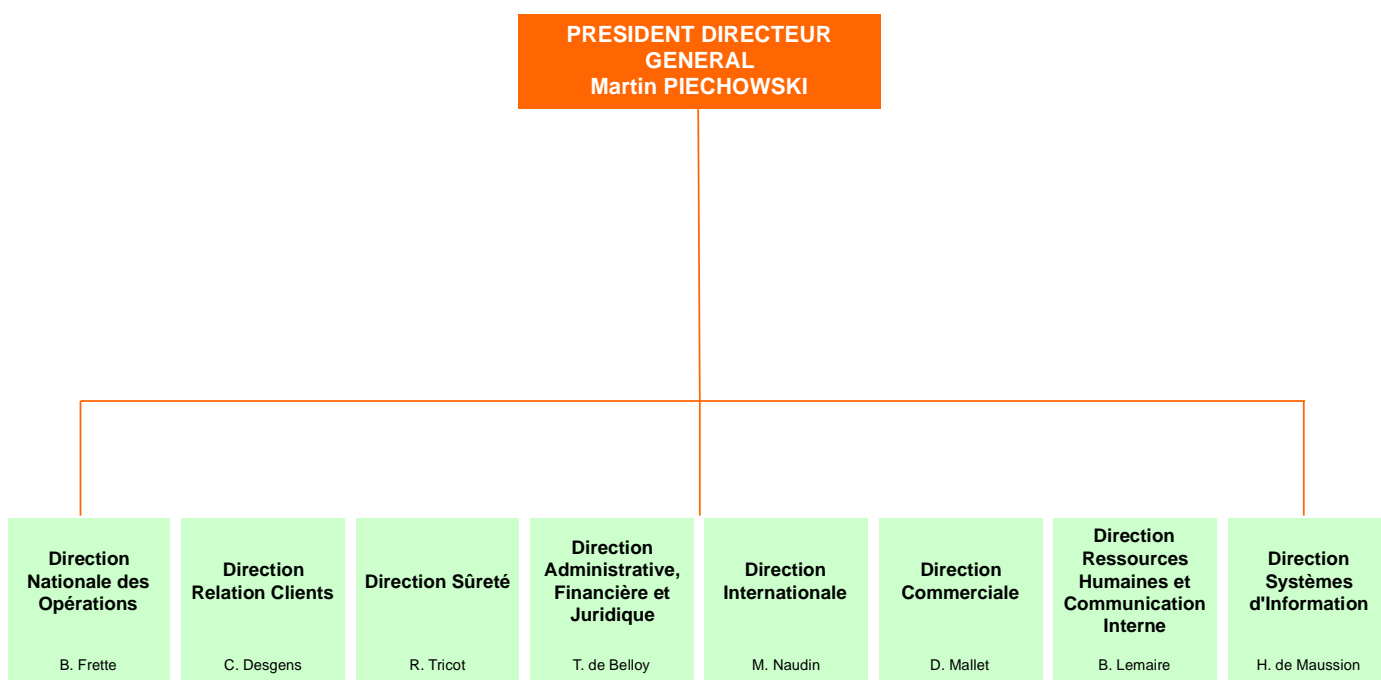 PRESIDENT DIRECTEUR
GENERAL
Martin PIECHOWSKI
Direction
Nationale des
Opérations
B. Frette
Direction
Relation Clients
C. Desgens
Direction Sûreté
R. Tricot
Direction
Administrative,
Financière et
Juridique
T. de Belloy
Direction
Internationale
M. Naudin
Direction
Commerciale
D. Mallet
Direction
Ressources
Humaines et
Communication
Interne
B. Lemaire
Direction
Systèmes
d'Information
H. de Maussion